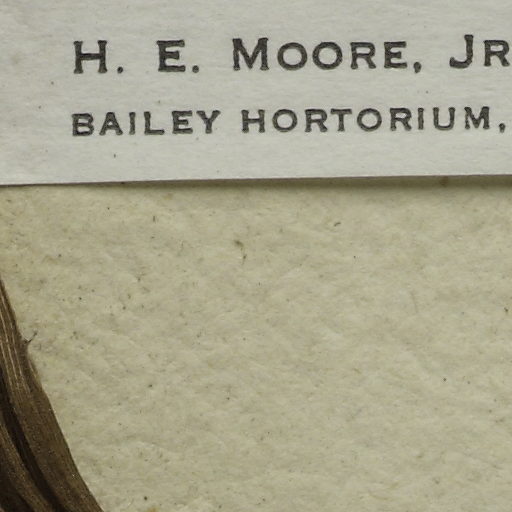 H. E. MOORE, JR
BAILEY HORTORIUM,